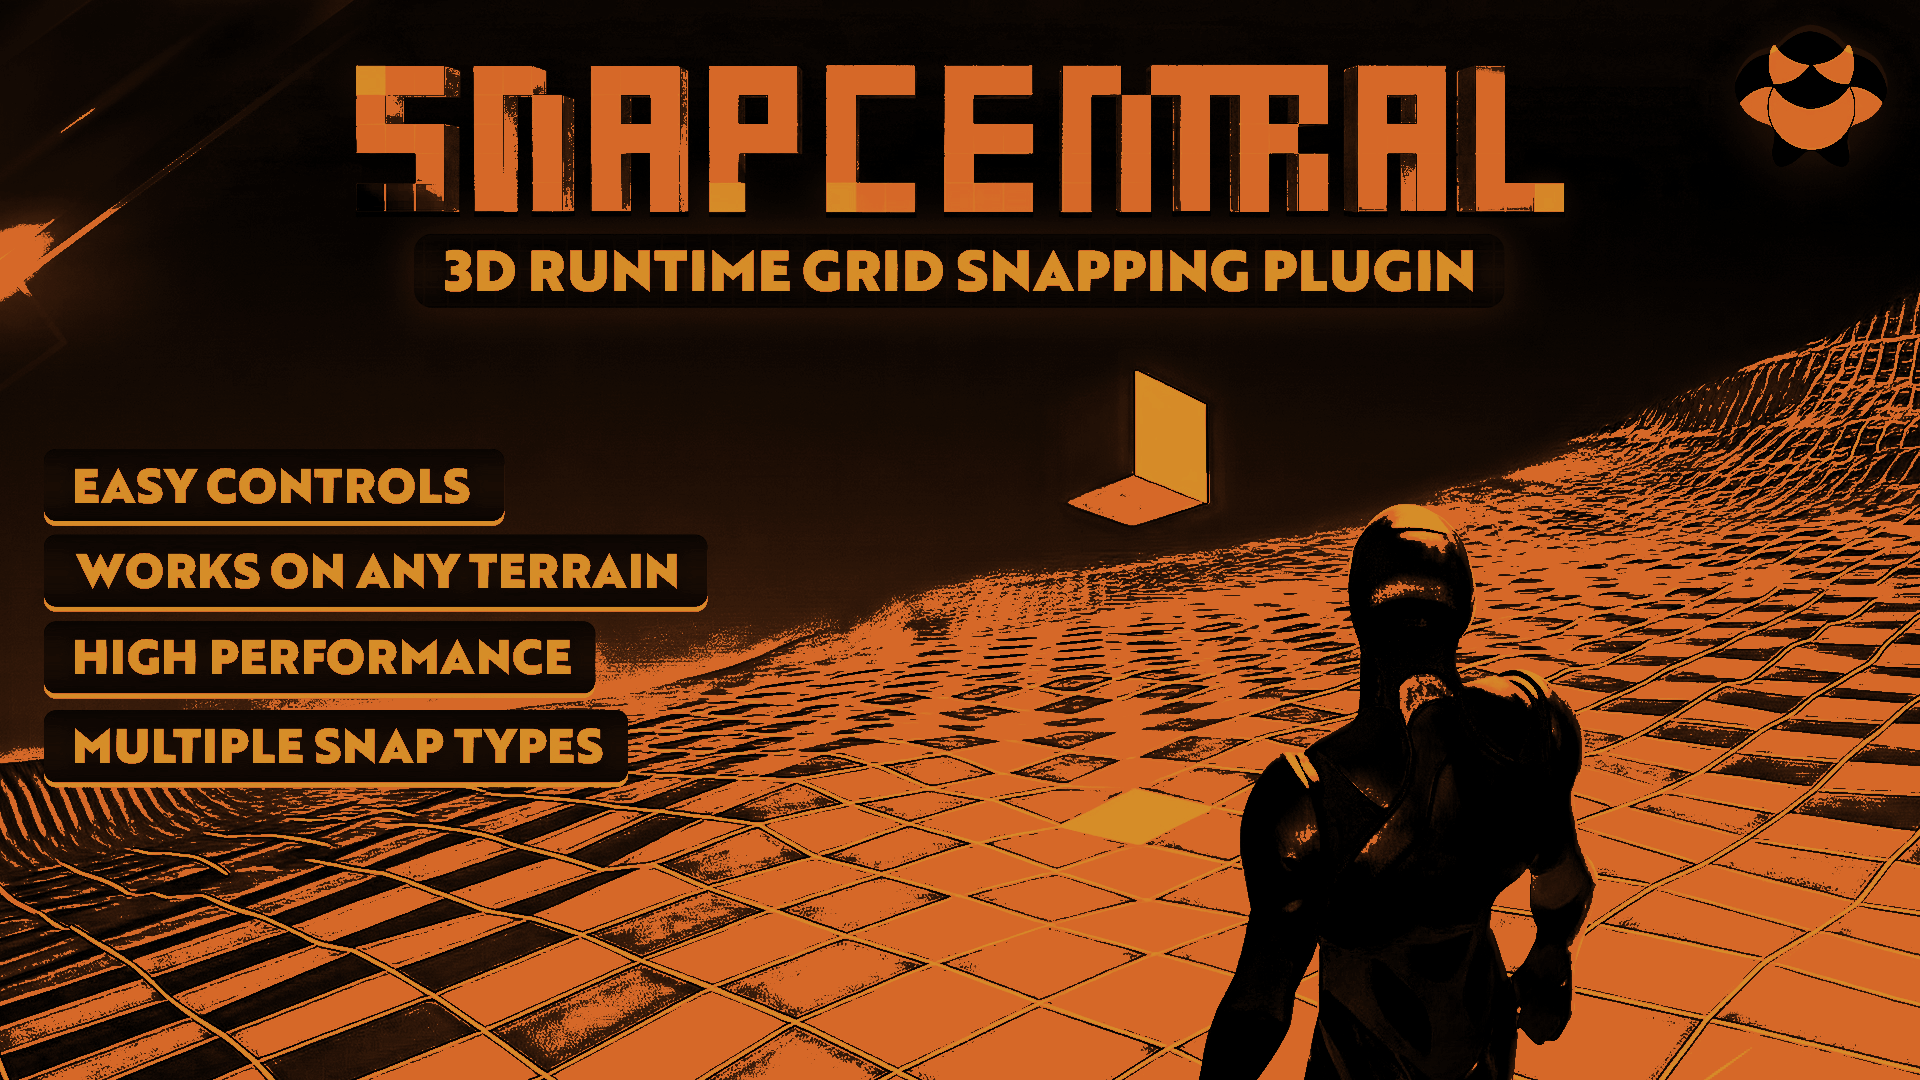 SNAPCENTRAL
3D RUNTIME GRID SNAPPING PLUGIN
EASY CONTROLS
WORKS ON ANY TERRAIN
HIGH PERFORMANCE
MULTIPLE SNAP TYPES